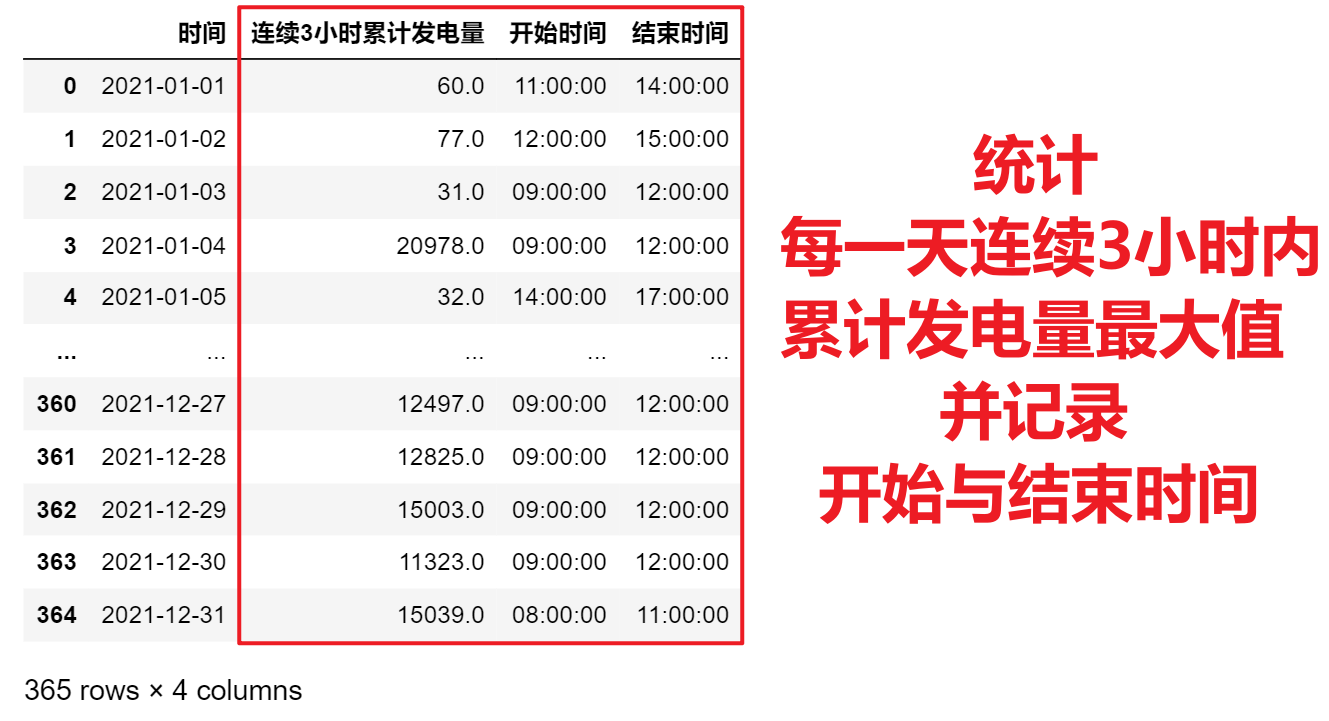 时间 连续3小时累计发电量 开始时间 结束时间
0 2021-01-01 60.0 11:00:00 14:00:00
1 2021-01-02 77.0 12:00:00 15:00:00
2 2021-01-03 31.0 09:00:00 12:00:00
3 2021-01-04 20978.0 09:00:00 12:00:00
4 2021-01-05 32.0 14:00:00 17:00:00
... ... ... ... ...
360 2021-12-27 12497.0 09:00:00 12:00:00
361 2021-12-28 12825.0 09:00:00 12:00:00
362 2021-12-29 15003.0 09:00:00 12:00:00
363 2021-12-30 11323.0 09:00:00 12:00:00
364 2021-12-31 15039.0 08:00:00 11:00:00
365 rows × 4 columns
统计
每一天连续3小时内
累计发电量最大值
并记录
开始与结束时间